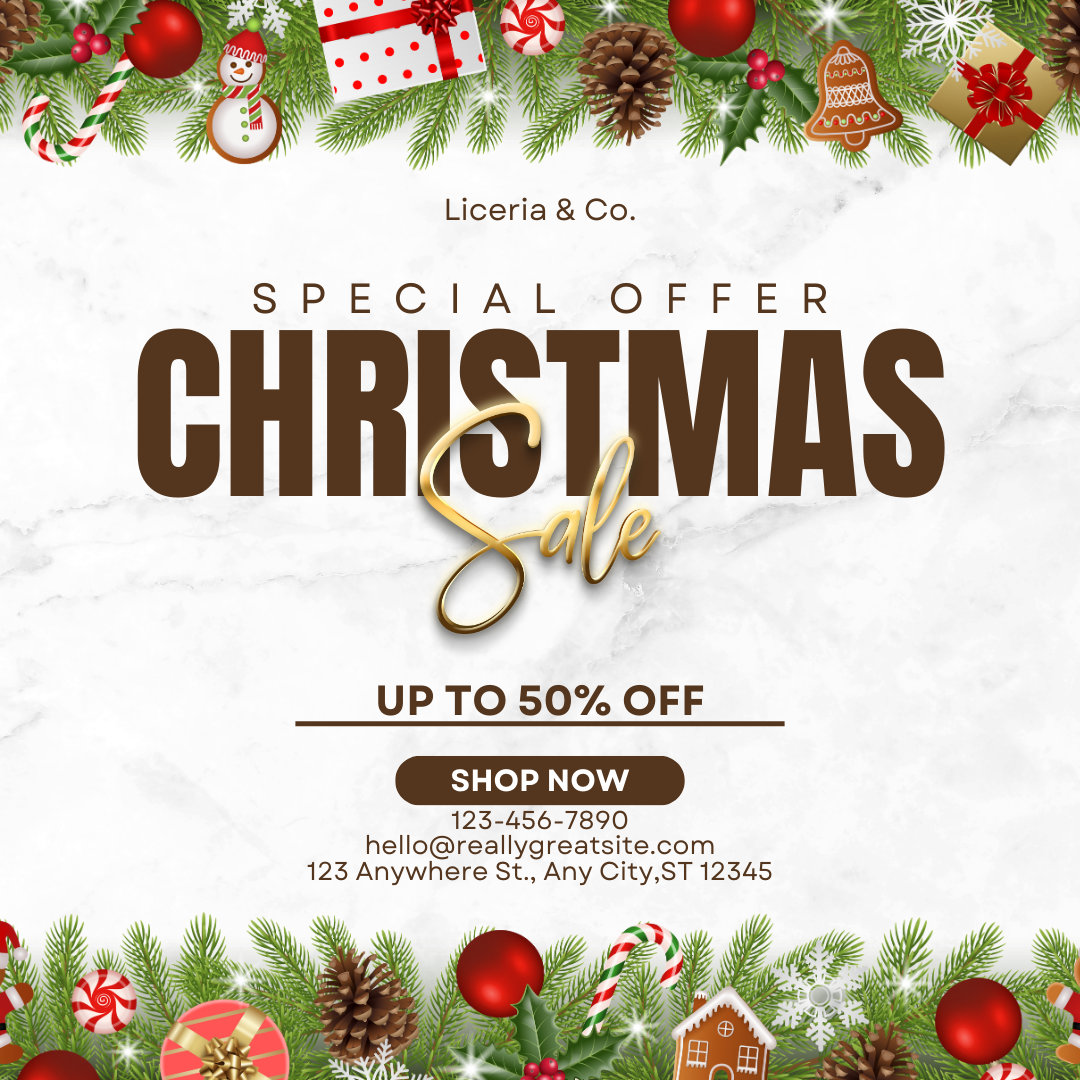 Liceria & Co.
SPECIAL OFFER
CHRISTMAS
Sale
UP TO 50% OFF
SHOP NOW
123-456-7890
hello@reallygreatsite.com
123 Anywhere St., Any City,ST 12345